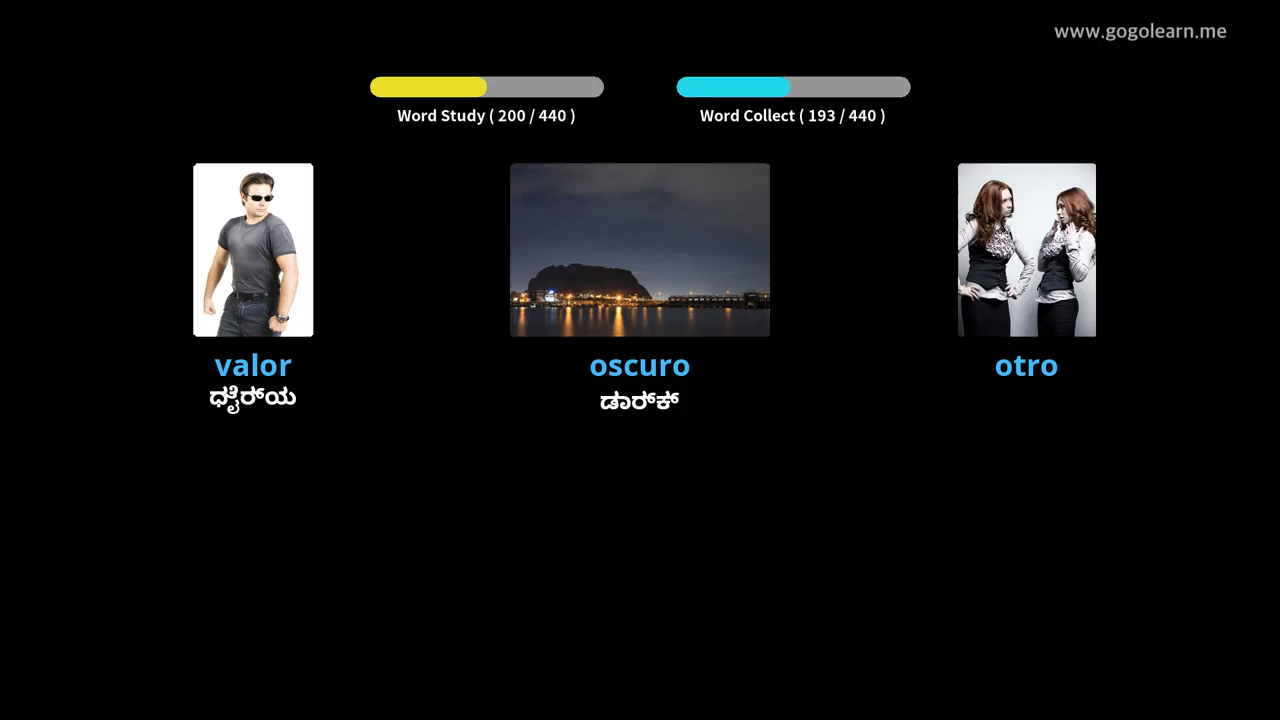 www.gogolearn.me
Word Study ( 200 / 440 )
Word Collect ( 193 / 440 )
valor
oscuro
otro
ಧೈರ್ಯ
ಡಾರ್ಕ್